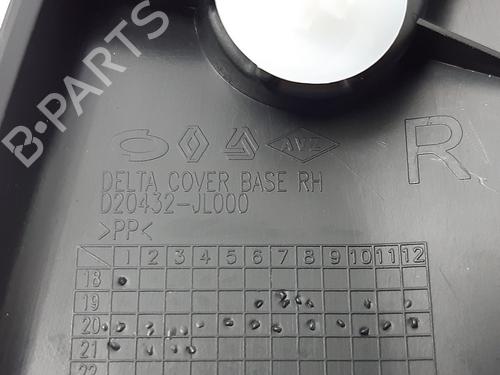 B-PARTS
AVZ
R
DELTA COVER BASE RH
D20432-JL000
>PP<
1 2 3 4 5 6 7 8 9 10 11 12
18
19
20
21
22